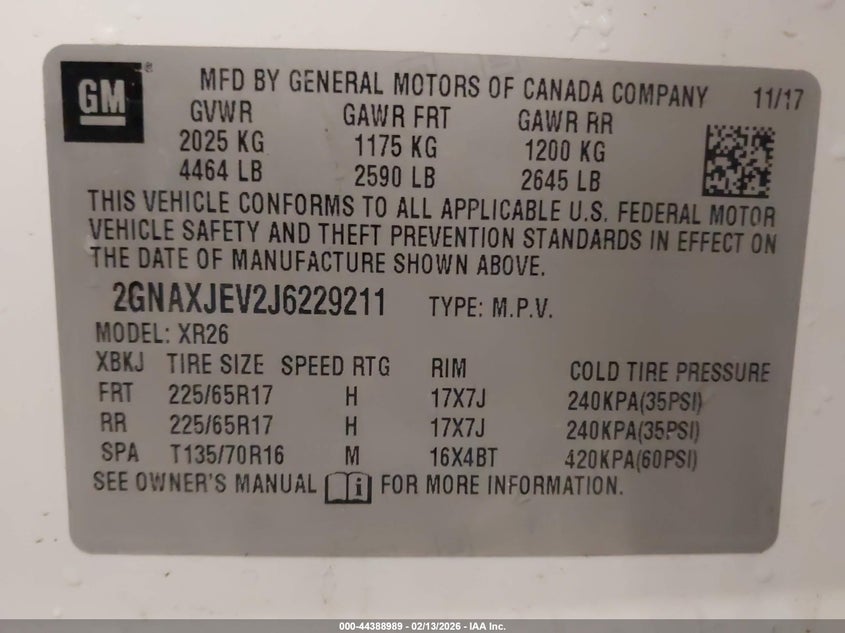 GM ® MFD BY GENERAL MOTORS OF CANADA COMPANY 11/17
GVWR GAWR FRT GAWR RR
2025 KG 1175 KG 1200 KG
4464 LB 2590 LB 2645 LB
THIS VEHICLE CONFORMS TO ALL APPLICABLE U.S. FEDERAL MOTOR
VEHICLE SAFETY AND THEFT PREVENTION STANDARDS IN EFFECT ON
THE DATE OF MANUFACTURE SHOWN ABOVE.
2GNAXJEV2J6229211 TYPE: M.P.V.
MODEL: XR26
XBKJ TIRE SIZE SPEED RTG RIM COLD TIRE PRESSURE
FRT 225/65R17 H 17X7J 240KPA(35PSI)
RR 225/65R17 H 17X7J 240KPA(35PSI)
SPA T135/70R16 M 16X4BT 420KPA(60PSI)
SEE OWNER'S MANUAL i FOR MORE INFORMATION.
000-44388989 - 02/13/2026 - IAA Inc.